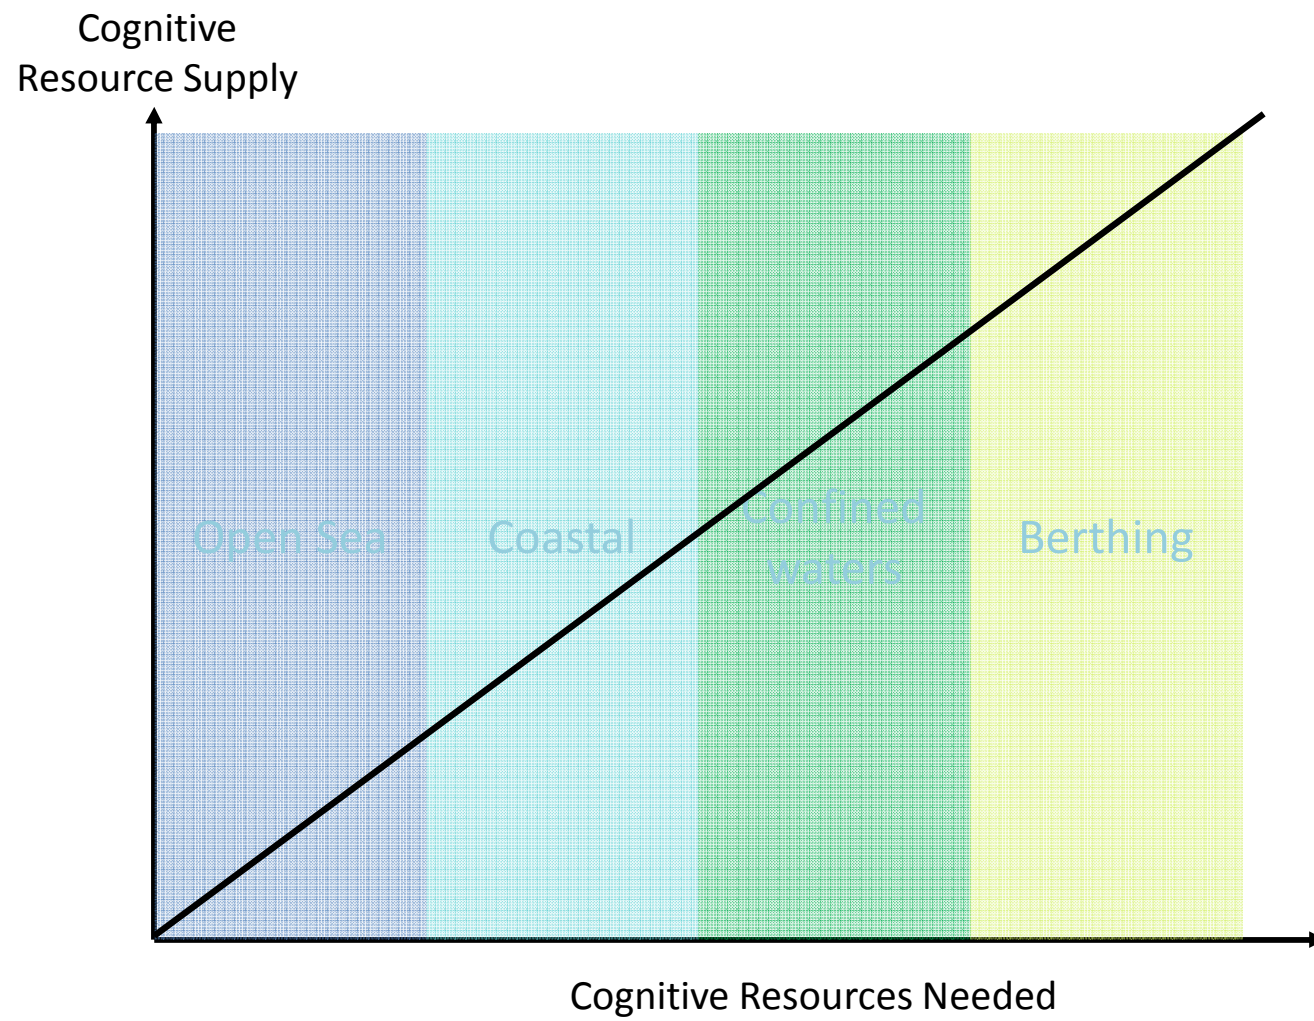 Cognitive
Resource Supply
Open Sea
Coastal
Confined
waters
Berthing
Cognitive Resources Needed